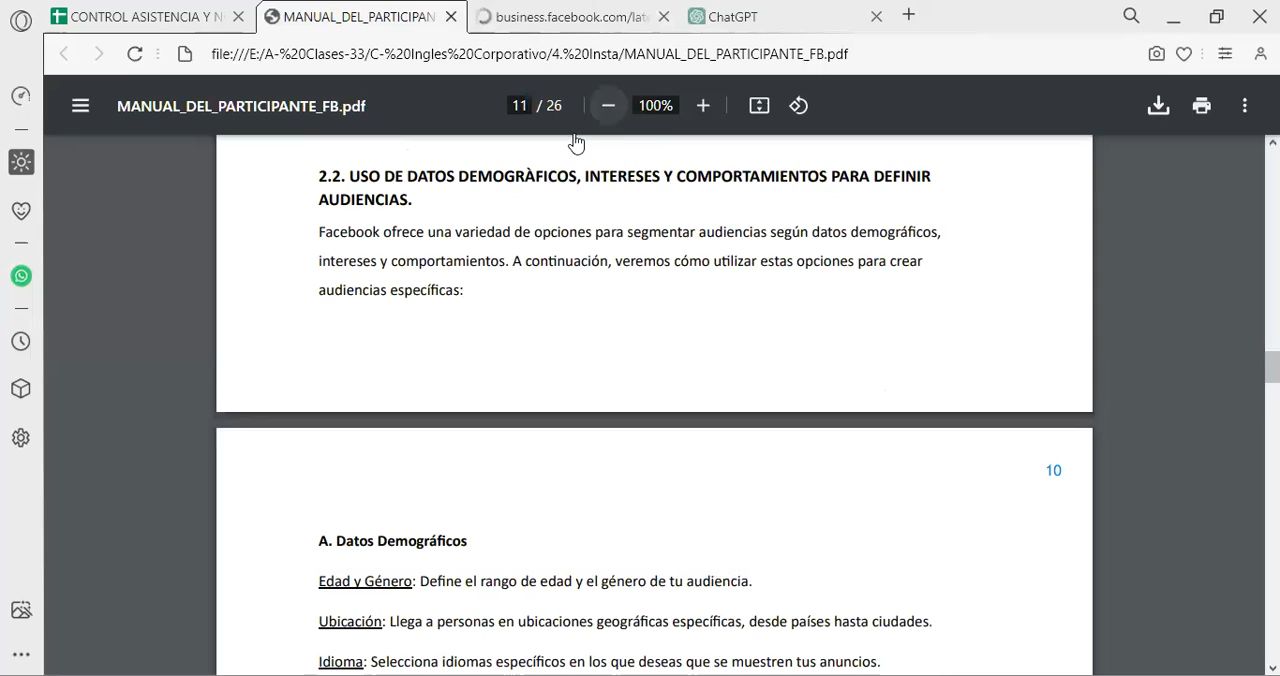 CONTROL ASISTENCIA Y N
MANUAL_DEL_PARTICIPAN
business.facebook.com/lat
ChatGPT
file:///E:/A-%20Clases-33/C-%20Ingles%20Corporativo/4.%20Insta/MANUAL_DEL_PARTICIPANTE_FB.pdf
MANUAL_DEL_PARTICIPANTE_FB.pdf
11 / 26
100%
2.2. USO DE DATOS DEMOGRÀFICOS, INTERESES Y COMPORTAMIENTOS PARA DEFINIR
AUDIENCIAS.
Facebook ofrece una variedad de opciones para segmentar audiencias según datos demográficos,
intereses y comportamientos. A continuación, veremos cómo utilizar estas opciones para crear
audiencias específicas:
10
A. Datos Demográficos
Edad y Género: Define el rango de edad y el género de tu audiencia.
Ubicación: Llega a personas en ubicaciones geográficas específicas, desde países hasta ciudades.
Idioma: Selecciona idiomas específicos en los que deseas que se muestren tus anuncios.